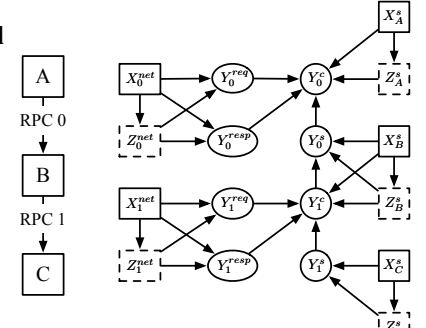 l
A
RPC 0
B
RPC 1
C
X_A^s
X_0^{net}
Y_0^{req}
Y_0^c
Z_A^s
Z_0^{net}
Y_0^{resp}
Y_0^s
X_B^s
X_1^{net}
Y_1^{req}
Y_1^c
Z_B^s
Z_1^{net}
Y_1^{resp}
Y_1^s
X_C^s